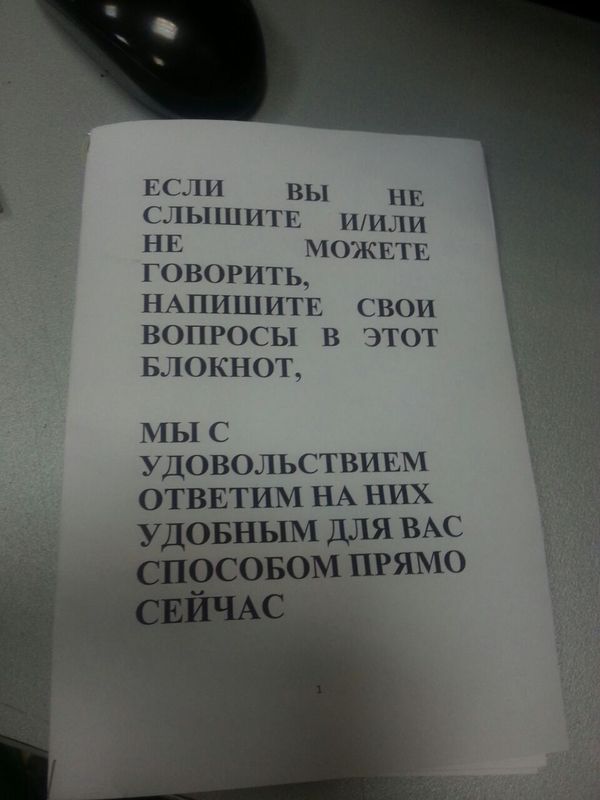 ЕСЛИ ВЫ НЕ
СЛЫШИТЕ И/ИЛИ
НЕ МОЖЕТЕ
ГОВОРИТЬ,
НАПИШИТЕ СВОИ
ВОПРОСЫ В ЭТОТ
БЛОКНОТ,
МЫ С
УДОВОЛЬСТВИЕМ
ОТВЕТИМ НА НИХ
УДОБНЫМ ДЛЯ ВАС
СПОСОБОМ ПРЯМО
СЕЙЧАС
1